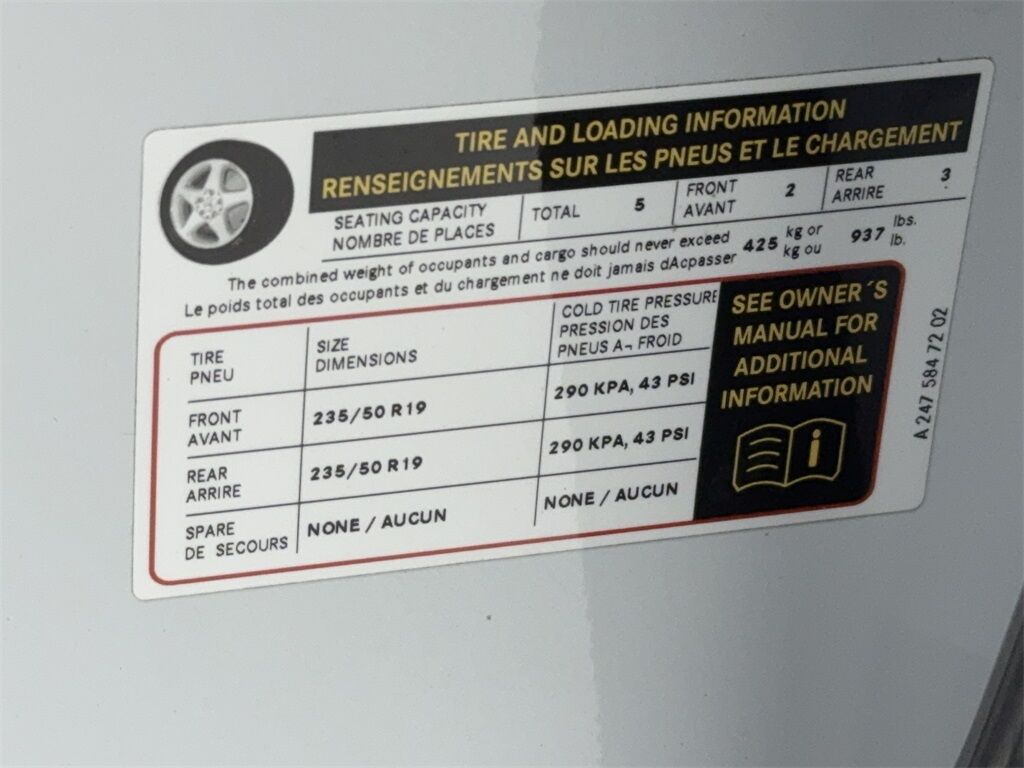 TIRE AND LOADING INFORMATION
RENSEIGNEMENTS SUR LES PNEUS ET LE CHARGEMENT
SEATING CAPACITY
NOMBRE DE PLACES
TOTAL 5
FRONT
AVANT
2
REAR
ARRIRE
3
The combined weight of occupants and cargo should never exceed
Le poids total des occupants et du chargement ne doit jamais dAcpasser
425
kg or
kg ou
937
lbs.
lb.
TIRE
PNEU
SIZE
DIMENSIONS
COLD TIRE PRESSURE
PRESSION DES
PNEUS A¬ FROID
FRONT
AVANT
235/50 R19
290 KPA, 43 PSI
REAR
ARRIRE
235/50 R19
290 KPA, 43 PSI
SPARE
DE SECOURS
NONE / AUCUN
NONE / AUCUN
SEE OWNER´S
MANUAL FOR
ADDITIONAL
INFORMATION
i
A 247 584 72 02